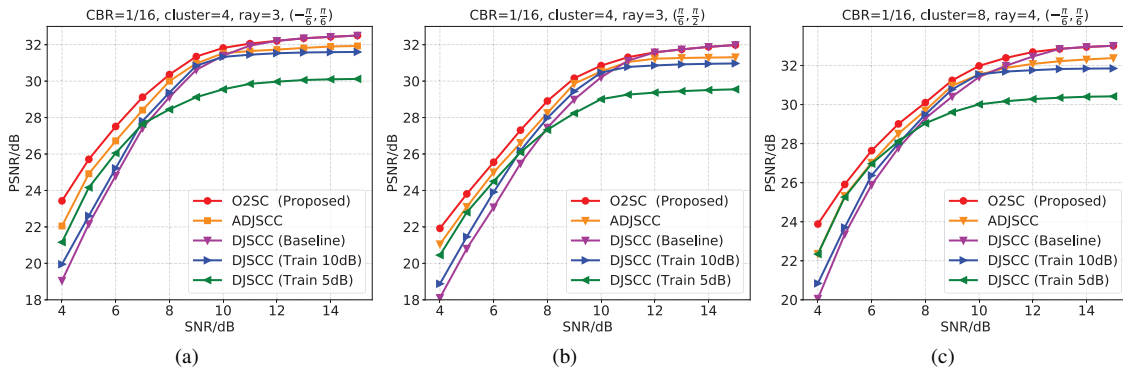 CBR=1/16, cluster=4, ray=3, (−π/6, π/6)
PSNR/dB
32
30
28
26
24
22
20
18
O2SC (Proposed)
ADJSCC
DJSCC (Baseline)
DJSCC (Train 10dB)
DJSCC (Train 5dB)
4 6 8 10 12 14
SNR/dB
(a)
CBR=1/16, cluster=4, ray=3, (π/6, π/2)
PSNR/dB
32
30
28
26
24
22
20
18
O2SC (Proposed)
ADJSCC
DJSCC (Baseline)
DJSCC (Train 10dB)
DJSCC (Train 5dB)
4 6 8 10 12 14
SNR/dB
(b)
CBR=1/16, cluster=8, ray=4, (−π/6, π/6)
PSNR/dB
32
30
28
26
24
22
20
O2SC (Proposed)
ADJSCC
DJSCC (Baseline)
DJSCC (Train 10dB)
DJSCC (Train 5dB)
4 6 8 10 12 14
SNR/dB
(c)